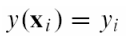 y(𝐱ᵢ) = yᵢ